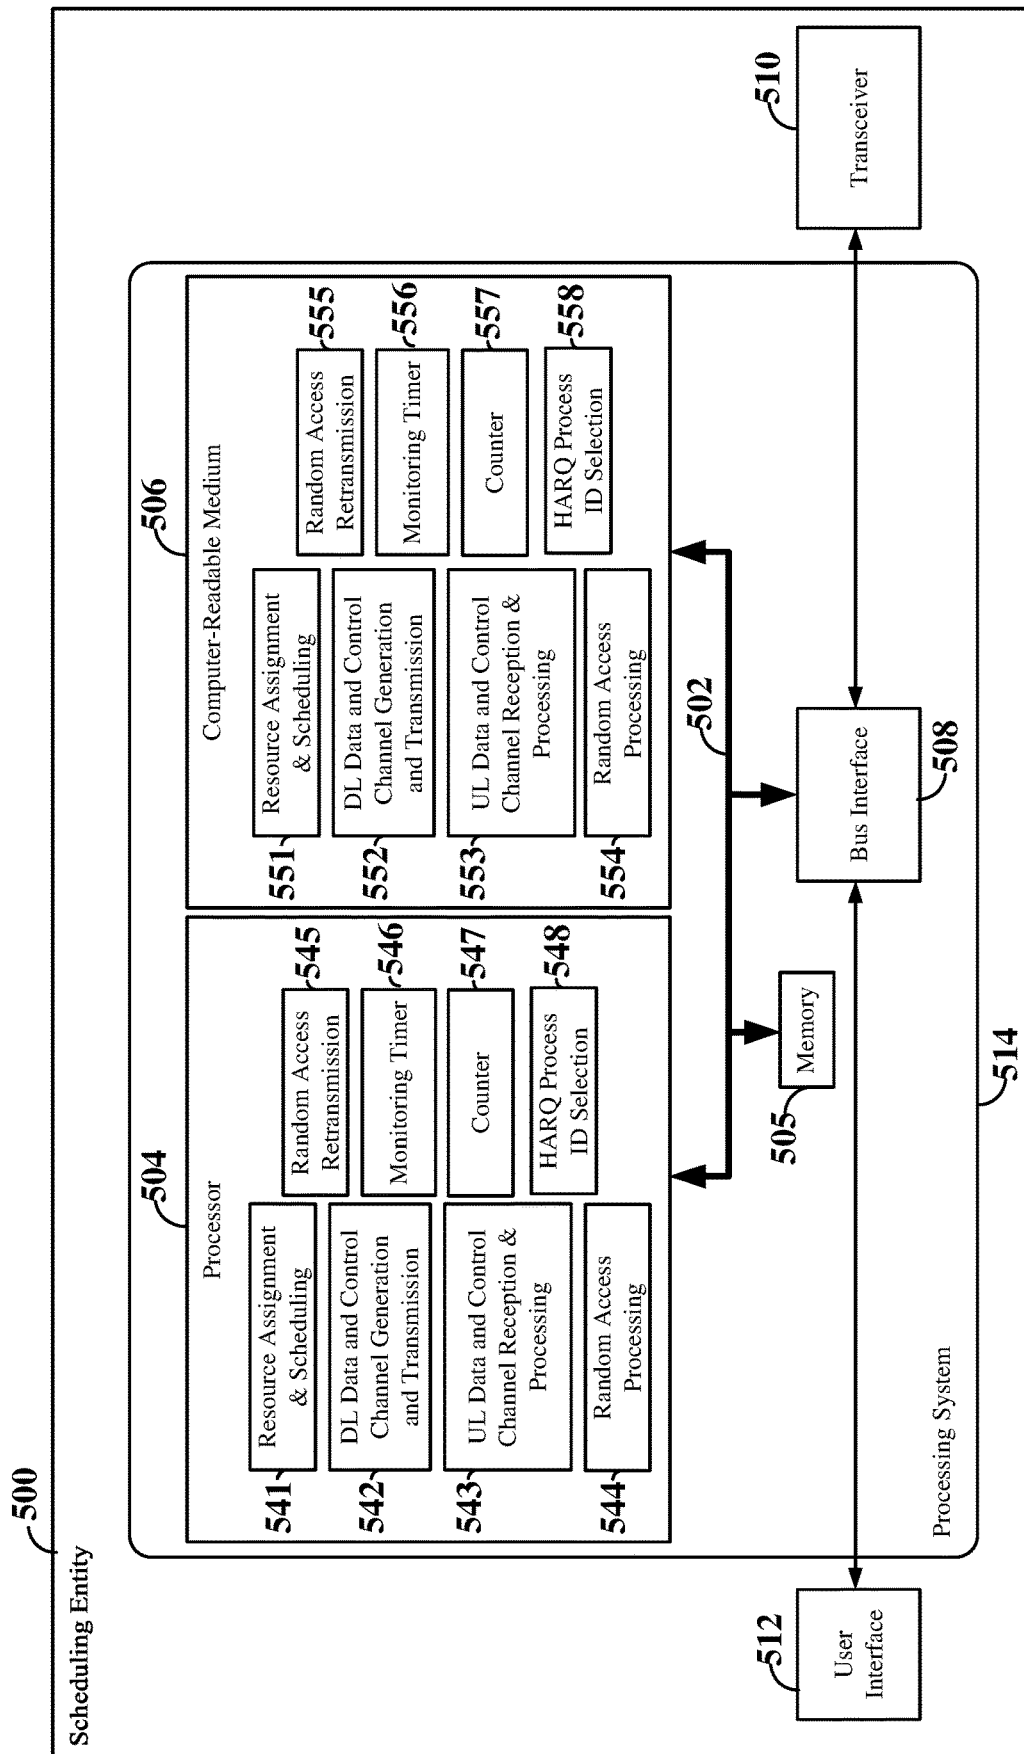 500
Scheduling Entity
504
Processor
541
Resource Assignment
& Scheduling
542
DL Data and Control
Channel Generation
and Transmission
543
UL Data and Control
Channel Reception &
Processing
544
Random Access
Processing
545
Random Access
Retransmission
546
Monitoring Timer
547
Counter
548
HARQ Process
ID Selection
506
Computer-Readable Medium
551
Resource Assignment
& Scheduling
552
DL Data and Control
Channel Generation
and Transmission
553
UL Data and Control
Channel Reception &
Processing
554
Random Access
Processing
555
Random Access
Retransmission
556
Monitoring Timer
557
Counter
558
HARQ Process
ID Selection
502
505
Memory
512
User
Interface
Bus Interface
508
510
Transceiver
Processing System
514